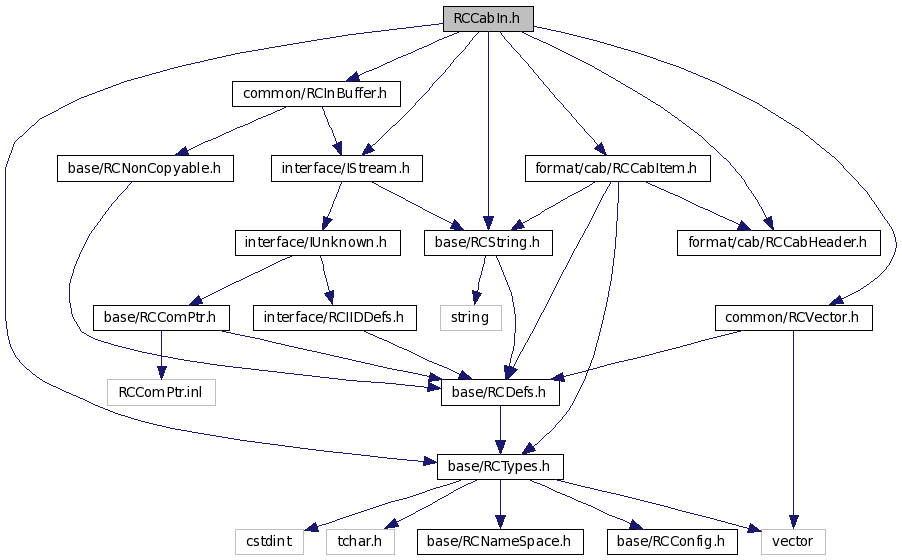 RCCabIn.h
common/RCInBuffer.h
base/RCNonCopyable.h
interface/IStream.h
format/cab/RCCabItem.h
interface/IUnknown.h
base/RCString.h
format/cab/RCCabHeader.h
base/RCComPtr.h
interface/RCIIDDefs.h
string
common/RCVector.h
RCComPtr.inl
base/RCDefs.h
base/RCTypes.h
cstdint
tchar.h
base/RCNameSpace.h
base/RCConfig.h
vector